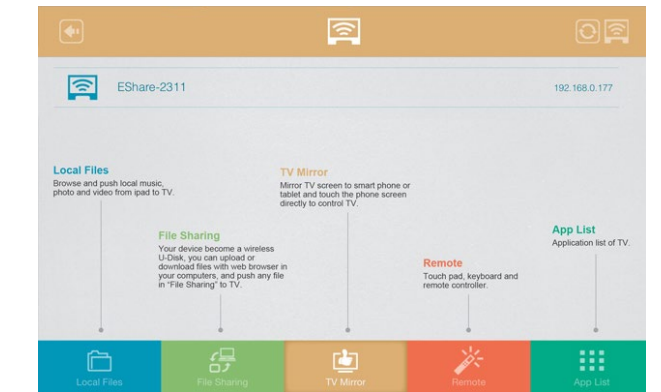 EShare-2311
192.168.0.177
Local Files
Browse and push local music,
photo and video from ipad to TV.
TV Mirror
Mirror TV screen to smart phone or
tablet and touch the phone screen
directly to control TV.
File Sharing
Your device become a wireless
U-Disk, you can upload or
download files with web browser in
your computers, and push any file
in "File Sharing" to TV.
Remote
Touch pad, keyboard and
remote controller.
App List
Application list of TV.
Local Files
File Sharing
TV Mirror
Remote
App List